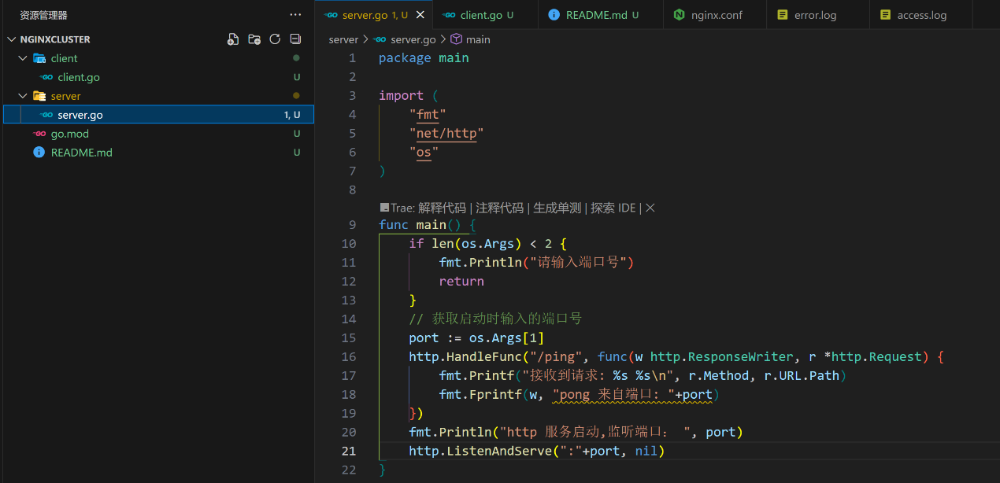 资源管理器 ...
NGINXCLUSTER
client
client.go U
server
server.go 1, U
go.mod U
README.md U
server.go 1, U client.go U README.md U nginx.conf error.log access.log
server > server.go > main
1 package main
2
3 import (
4 "fmt"
5 "net/http"
6 "os"
7 )
8
Trae: 解释代码 | 注释代码 | 生成单测 | 探索 IDE | ×
9 func main() {
10 if len(os.Args) < 2 {
11 fmt.Println("请输入端口号")
12 return
13 }
14 // 获取启动时输入的端口号
15 port := os.Args[1]
16 http.HandleFunc("/ping", func(w http.ResponseWriter, r *http.Request) {
17 fmt.Printf("接收到请求: %s %s\n", r.Method, r.URL.Path)
18 fmt.Fprintf(w, "pong 来自端口: "+port)
19 })
20 fmt.Println("http 服务启动,监听端口： ", port)
21 http.ListenAndServe(":"+port, nil)
22 }